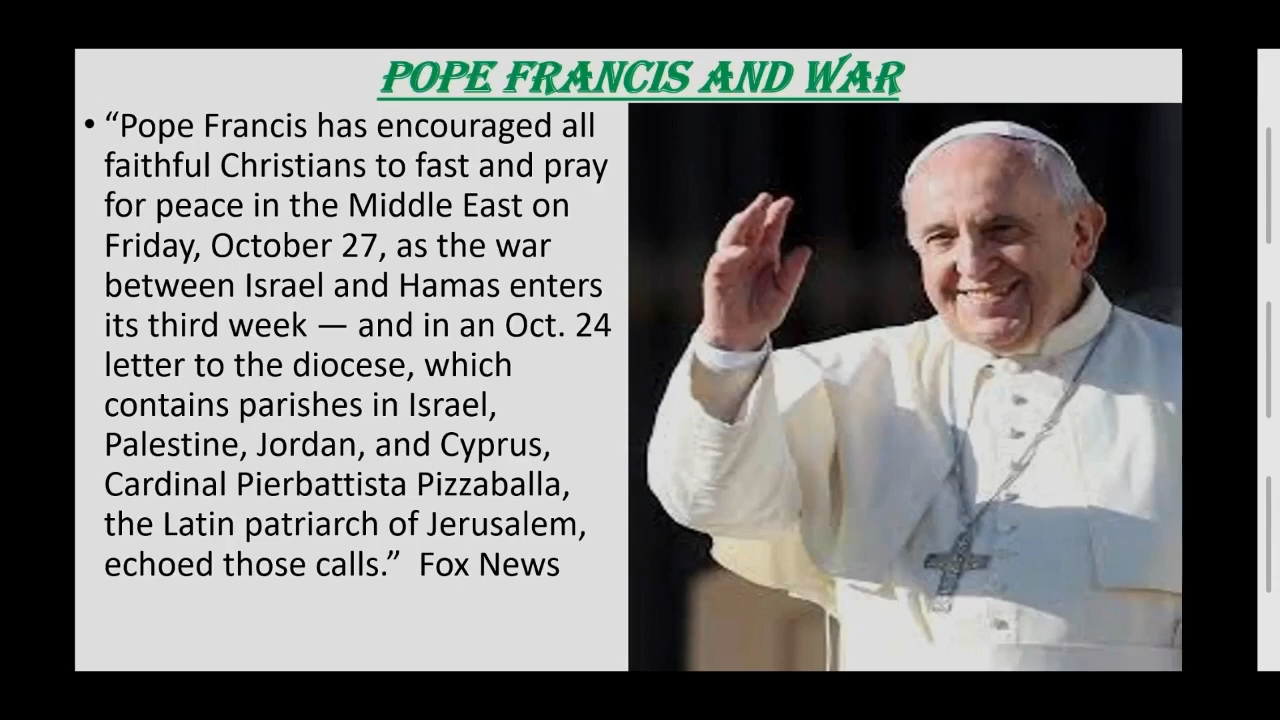 POPE FRANCIS AND WAR
• “Pope Francis has encouraged all
faithful Christians to fast and pray
for peace in the Middle East on
Friday, October 27, as the war
between Israel and Hamas enters
its third week — and in an Oct. 24
letter to the diocese, which
contains parishes in Israel,
Palestine, Jordan, and Cyprus,
Cardinal Pierbattista Pizzaballa,
the Latin patriarch of Jerusalem,
echoed those calls.”  Fox News